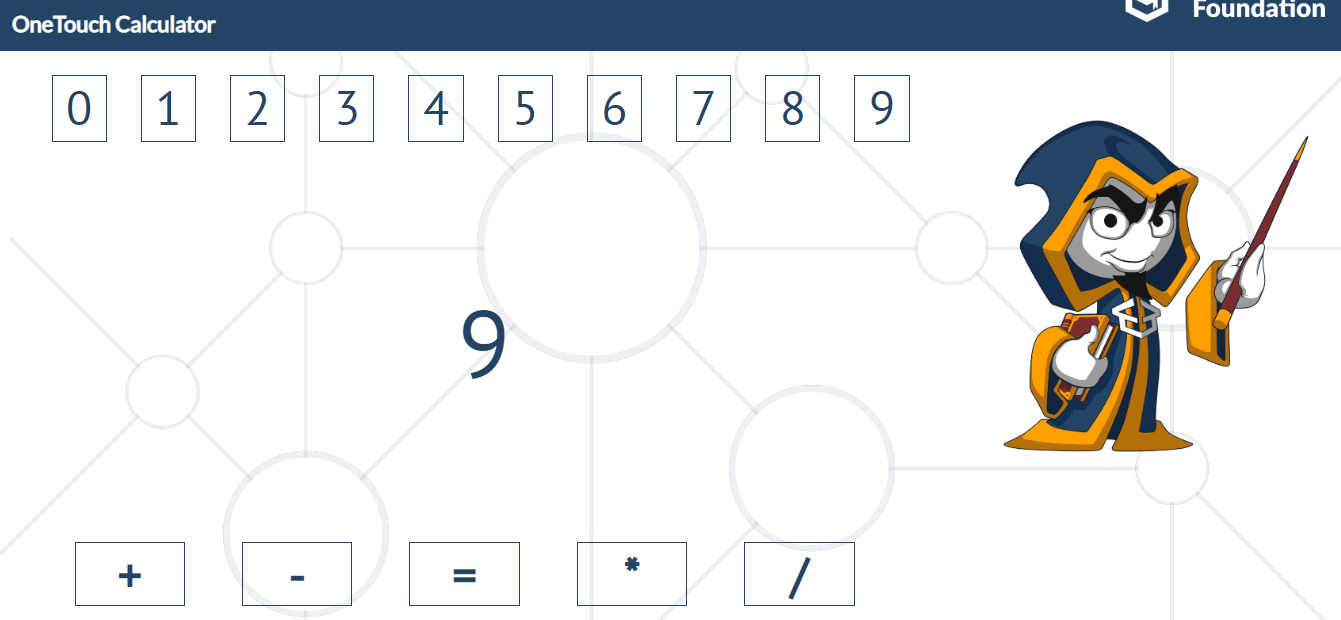 OneTouch Calculator
Foundation
0 1 2 3 4 5 6 7 8 9
9
+ - = * /